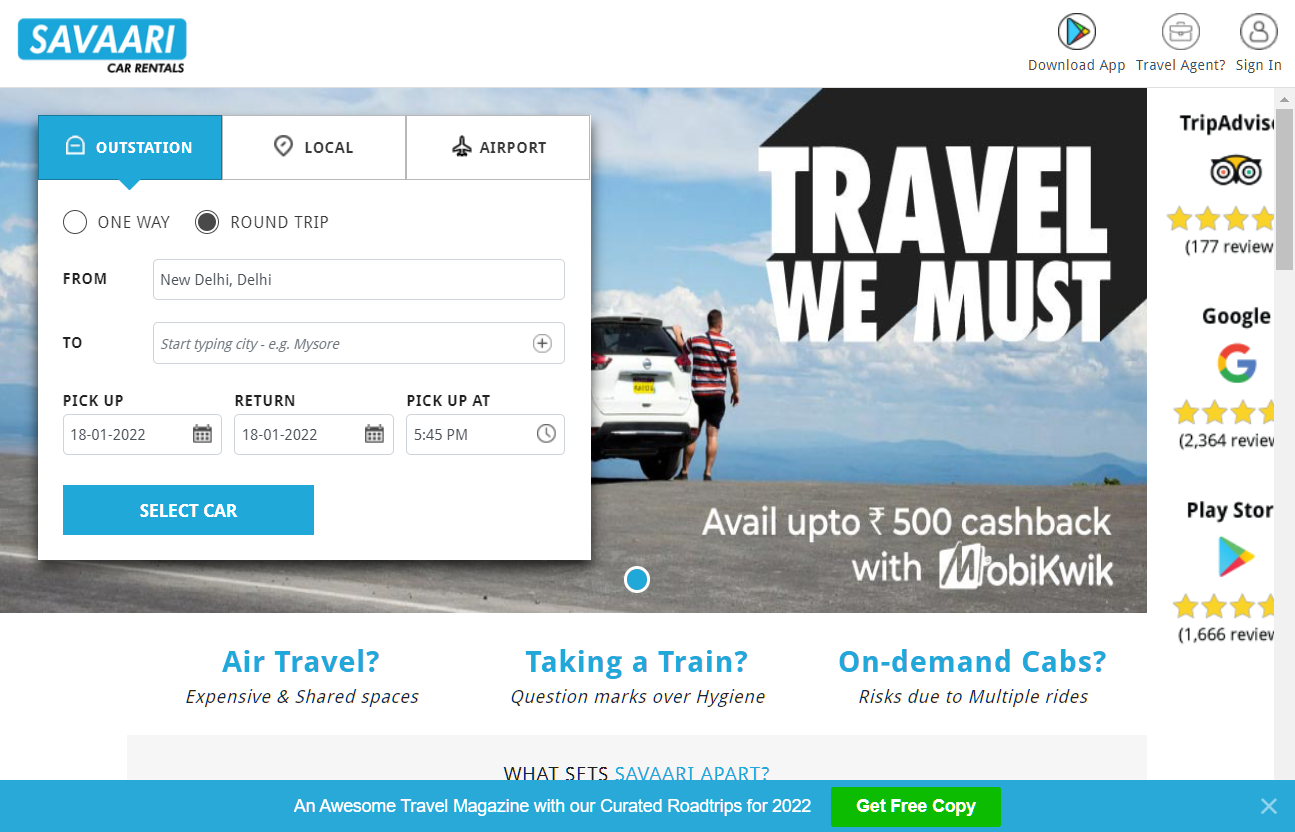 SAVAARI
CAR RENTALS
Download App
Travel Agent?
Sign In
OUTSTATION
LOCAL
AIRPORT
ONE WAY
ROUND TRIP
FROM
New Delhi, Delhi
TO
Start typing city - e.g. Mysore
PICK UP
RETURN
PICK UP AT
18-01-2022
18-01-2022
5:45 PM
SELECT CAR
TRAVEL
WE MUST
Avail upto ₹ 500 cashback
with MobiKwik
TripAdvis
(177 review
Google
(2,364 review
Play Stor
(1,666 review
Air Travel?
Expensive & Shared spaces
Taking a Train?
Question marks over Hygiene
On-demand Cabs?
Risks due to Multiple rides
WHAT SETS SAVAARI APART?
An Awesome Travel Magazine with our Curated Roadtrips for 2022
Get Free Copy